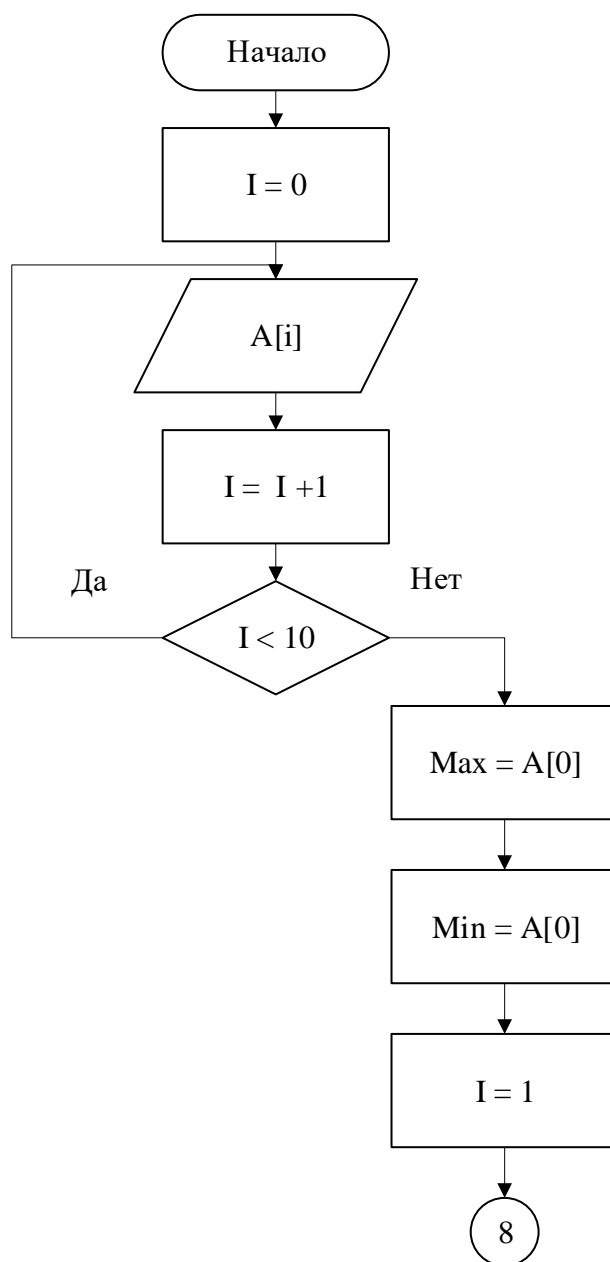 Начало
I = 0
A[i]
I = I +1
Да
Нет
I < 10
Max = A[0]
Min = A[0]
I = 1
8